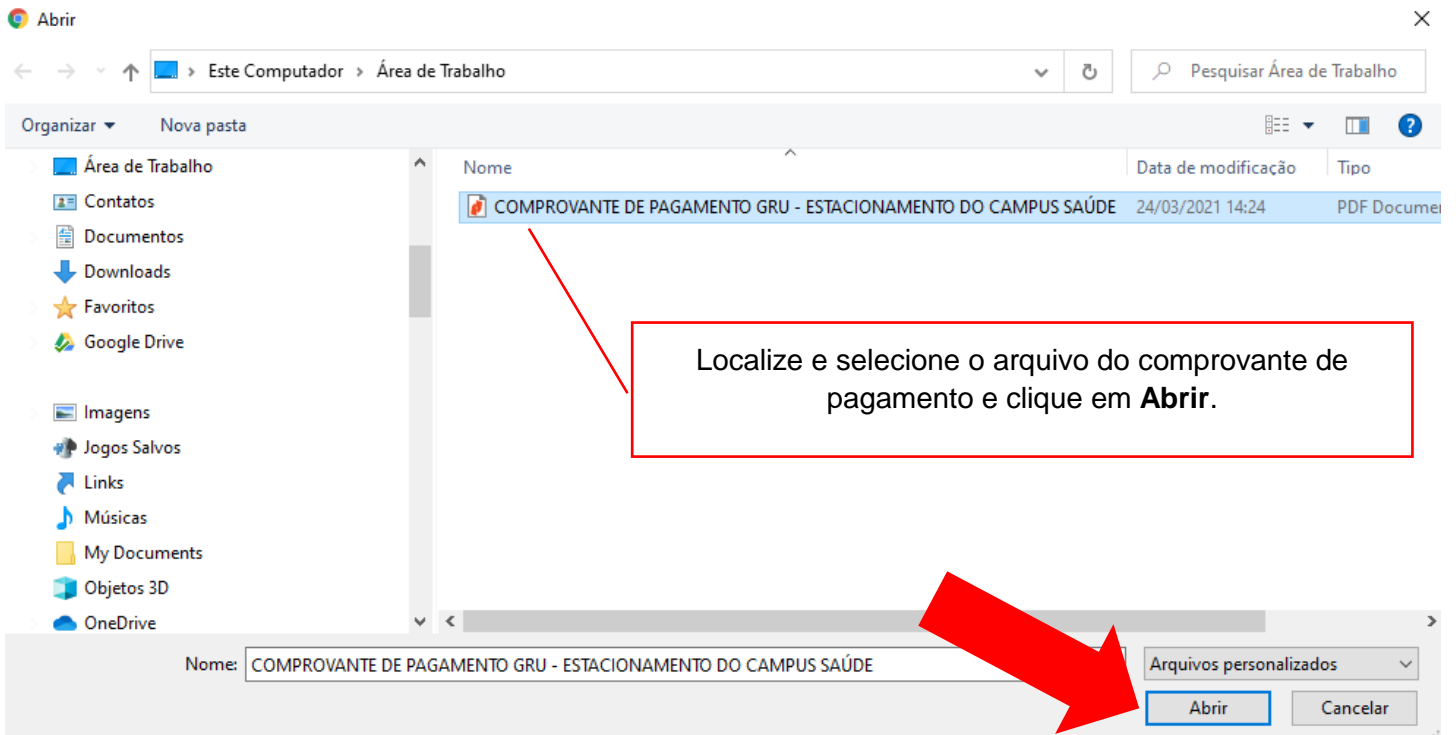 Abrir
Este Computador > Área de Trabalho
Pesquisar Área de Trabalho
Organizar
Nova pasta
Área de Trabalho
Contatos
Documentos
Downloads
Favoritos
Google Drive
Imagens
Jogos Salvos
Links
Músicas
My Documents
Objetos 3D
OneDrive
Nome Data de modificação Tipo
COMPROVANTE DE PAGAMENTO GRU - ESTACIONAMENTO DO CAMPUS SAÚDE 24/03/2021 14:24 PDF Documen
Localize e selecione o arquivo do comprovante de
pagamento e clique em Abrir.
Nome: COMPROVANTE DE PAGAMENTO GRU - ESTACIONAMENTO DO CAMPUS SAÚDE
Arquivos personalizados
Abrir Cancelar